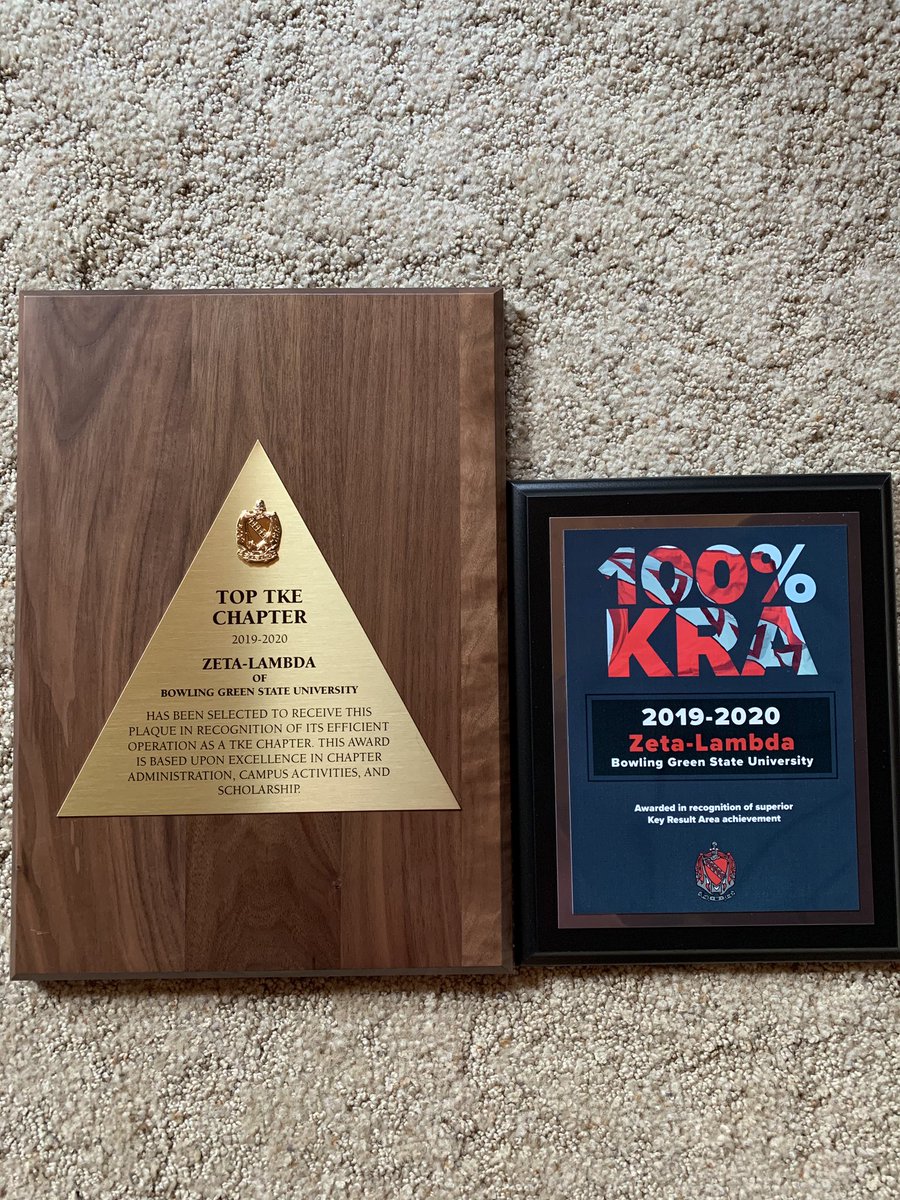 TOP TKE
CHAPTER
2019-2020
ZETA-LAMBDA
OF
BOWLING GREEN STATE UNIVERSITY
HAS BEEN SELECTED TO RECEIVE THIS
PLAQUE IN RECOGNITION OF ITS EFFICIENT
OPERATION AS A TKE CHAPTER. THIS AWARD
IS BASED UPON EXCELLENCE IN CHAPTER
ADMINISTRATION, CAMPUS ACTIVITIES, AND
SCHOLARSHIP.
100%
KRA
2019-2020
Zeta-Lambda
Bowling Green State University
Awarded in recognition of superior
Key Result Area achievement